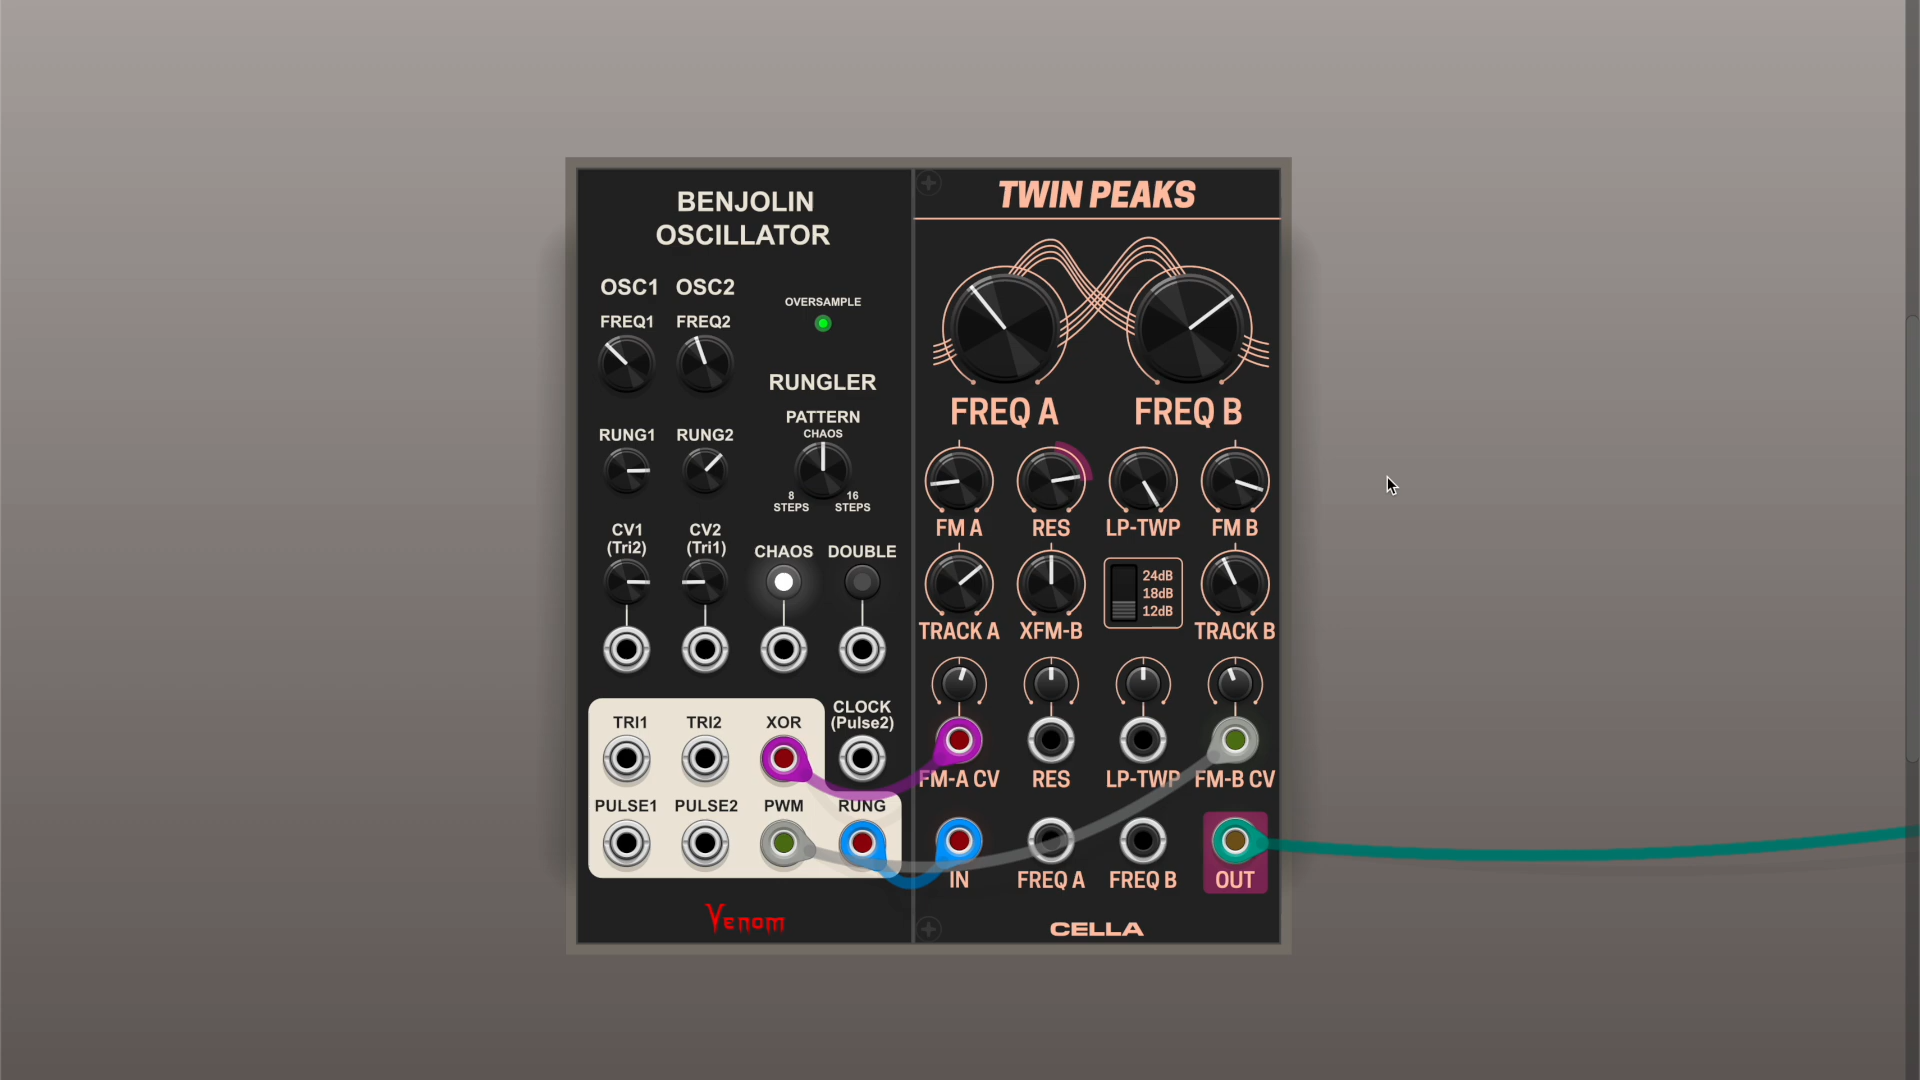 BENJOLIN
OSCILLATOR
OSC1 OSC2
FREQ1 FREQ2
OVERSAMPLE
RUNGLER
PATTERN
CHAOS
8
STEPS
16
STEPS
RUNG1 RUNG2
CV1
(Tri2)
CV2
(Tri1)
CHAOS DOUBLE
TRI1 TRI2 XOR
CLOCK
(Pulse2)
PULSE1 PULSE2 PWM RUNG
Venom
TWIN PEAKS
FREQ A FREQ B
FM A RES LP-TWP FM B
24dB
18dB
12dB
TRACK A XFM-B TRACK B
FM-A CV RES LP-TWP FM-B CV
IN FREQ A FREQ B OUT
CELLA